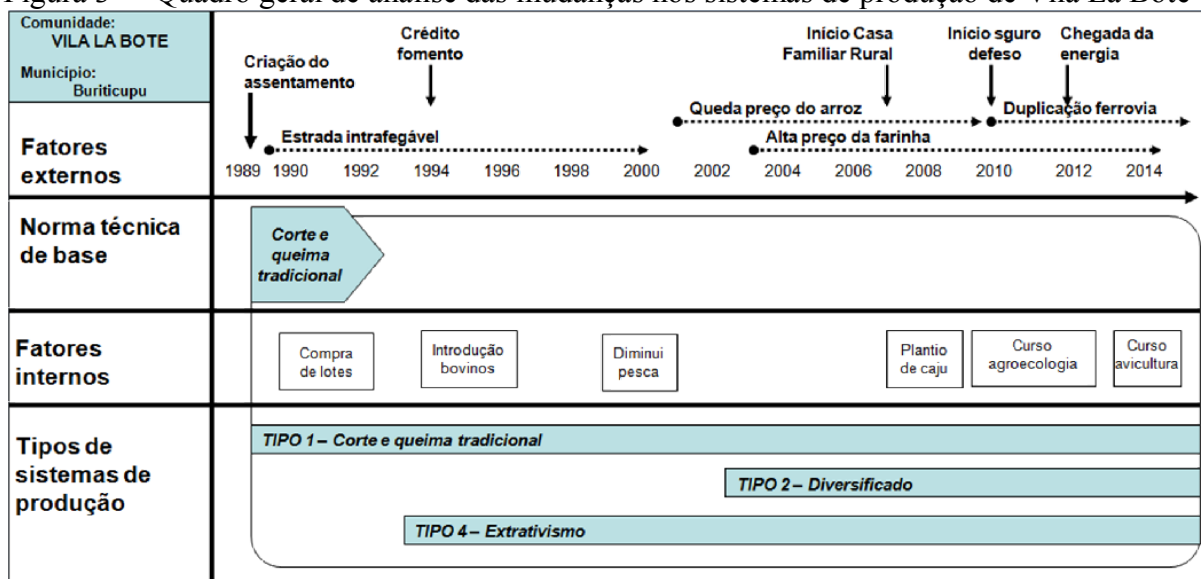 Figura 3 – Quadro geral de análise das mudanças nos sistemas de produção de Vila La Bote
Comunidade:
VILA LA BOTE
Município:
Buriticupu
Fatores
externos
Criação do
assentamento
Crédito
fomento
Início Casa
Familiar Rural
Início sguro
defeso
Chegada da
energia
Queda preço do arroz
Duplicação ferrovia
Estrada intrafegável
Alta preço da farinha
1989 1990 1992 1994 1996 1998 2000 2002 2004 2006 2008 2010 2012 2014
Norma técnica
de base
Corte e
queima
tradicional
Fatores
internos
Compra
de lotes
Introdução
bovinos
Diminui
pesca
Plantio
de caju
Curso
agroecologia
Curso
avicultura
Tipos de
sistemas de
produção
TIPO 1 – Corte e queima tradicional
TIPO 2 – Diversificado
TIPO 4 – Extrativismo